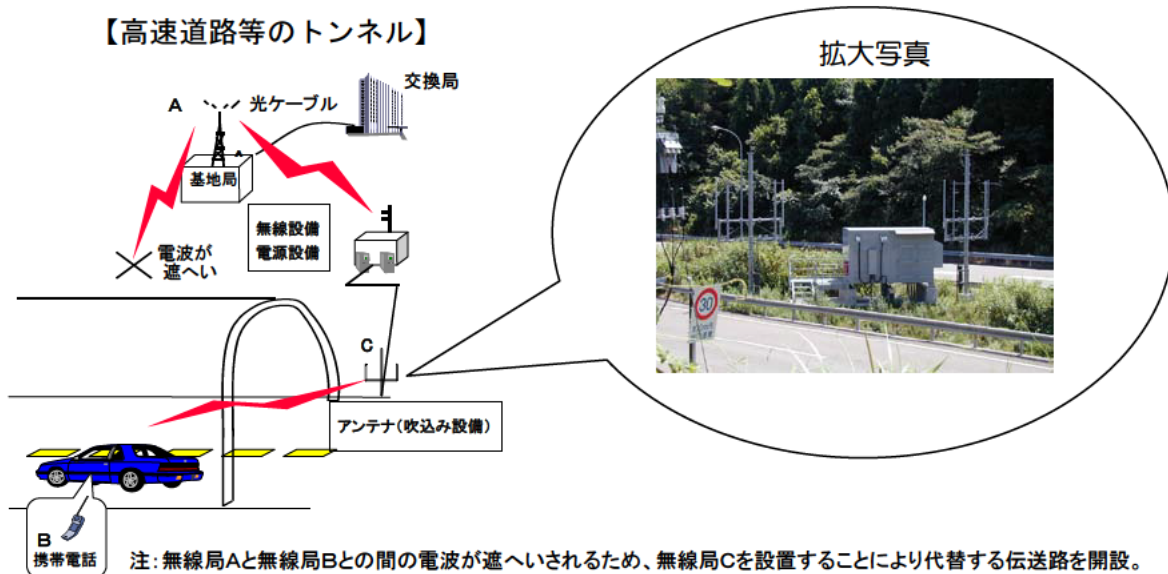 【高速道路等のトンネル】
拡大写真
交換局
A
光ケーブル
基地局
無線設備
電源設備
電波が
遮へい
C
アンテナ(吹込み設備)
30
B
携帯電話
注:無線局Aと無線局Bとの間の電波が遮へいされるため、無線局Cを設置することにより代替する伝送路を開設。